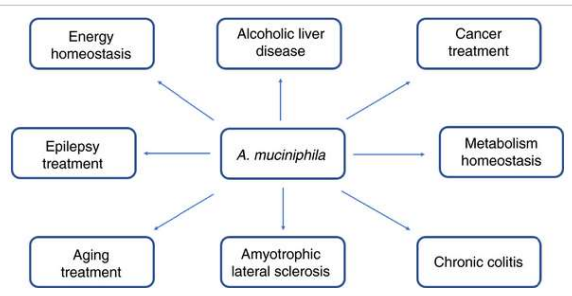 Energy
homeostasis
Alcoholic liver
disease
Cancer
treatment
Epilepsy
treatment
A. muciniphila
Metabolism
homeostasis
Aging
treatment
Amyotrophic
lateral sclerosis
Chronic colitis